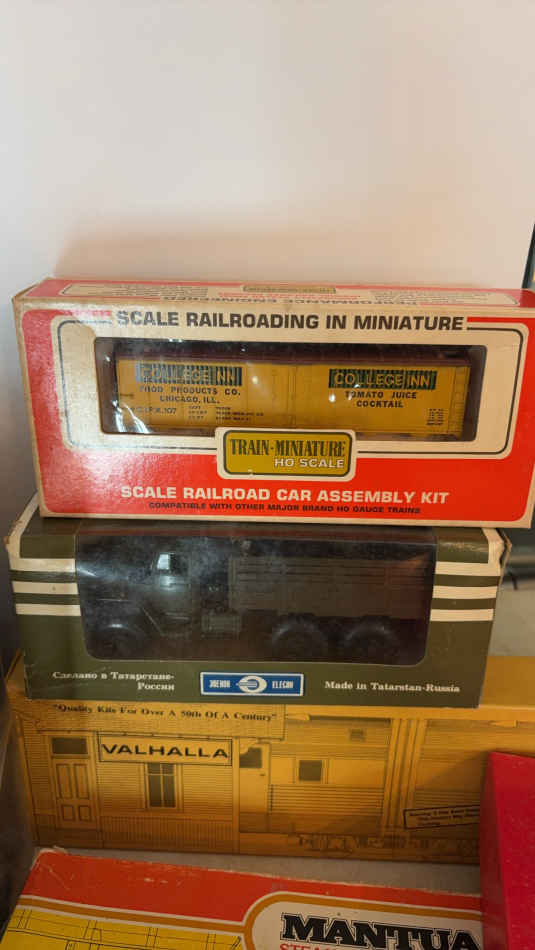 SCALE RAILROADING IN MINIATURE
COLLEGE INN
FOOD PRODUCTS CO.
CHICAGO, ILL.
COLLEGE INN
TOMATO JUICE
COCKTAIL
TRAIN-MINIATURE
HO SCALE
SCALE RAILROAD CAR ASSEMBLY KIT
COMPATIBLE WITH OTHER MAJOR BRAND HO GAUGE TRAINS
Сделано в Татарстане-
России
ЭЛЕКОН ELECON
Made in Tatarstan-Russia
"Quality Kits For Over A 50th Of A Century"
VALHALLA
MANTUA